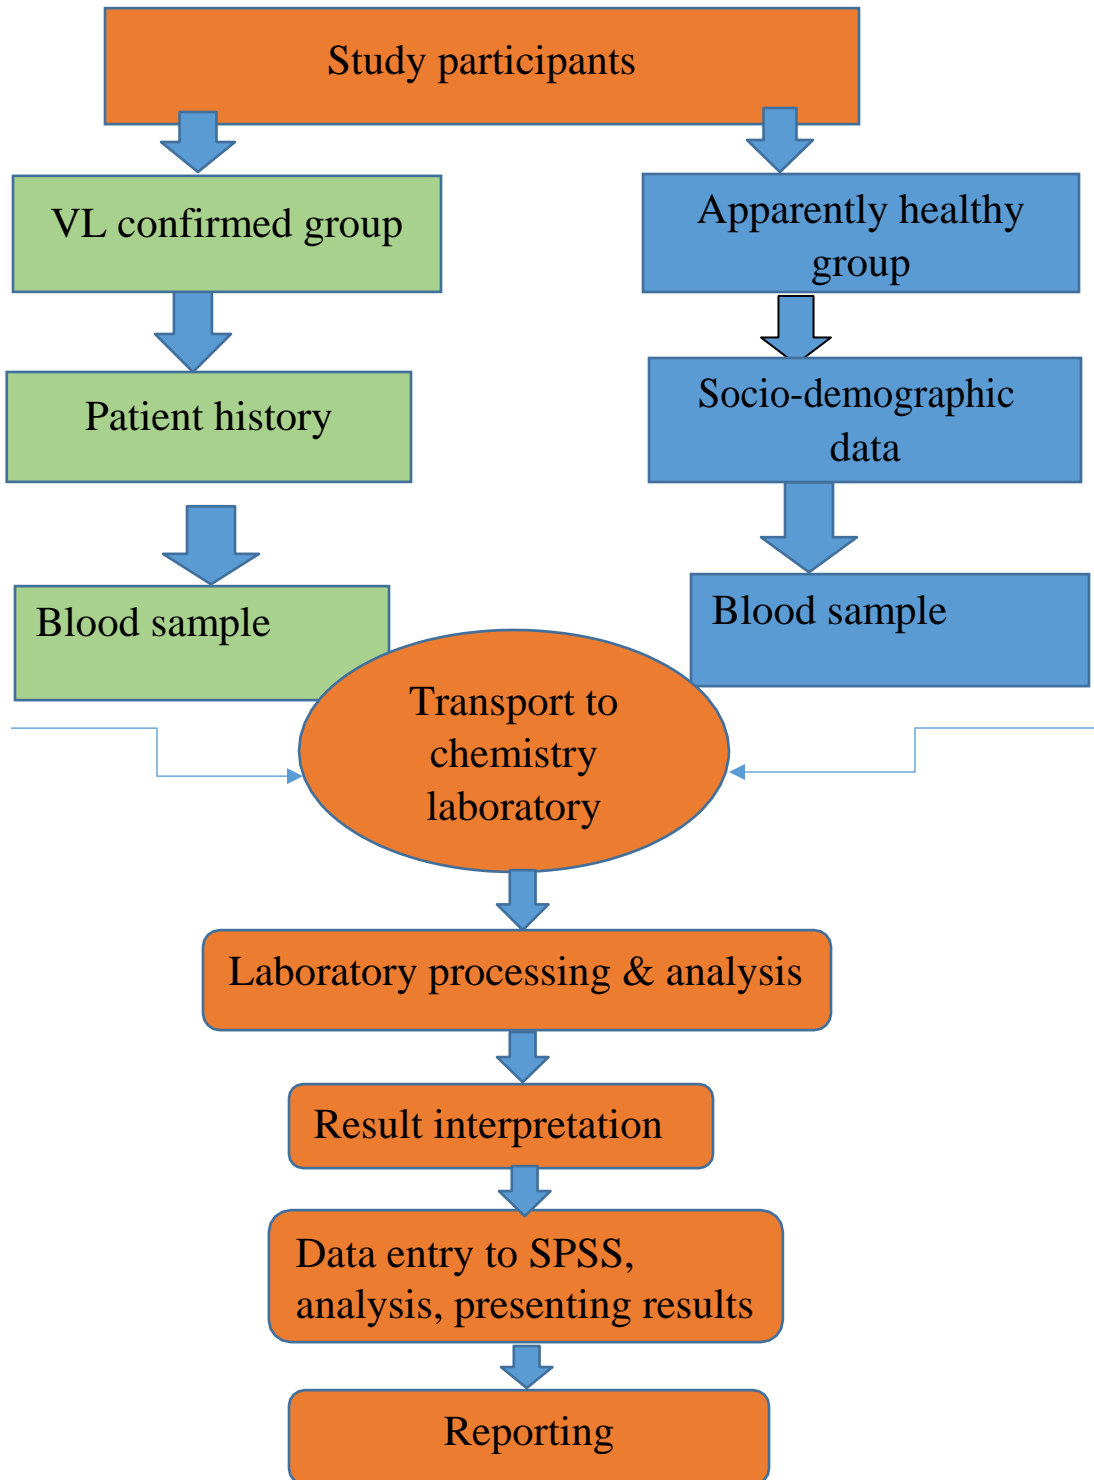 Study participants
VL confirmed group
Apparently healthy
group
Patient history
Socio-demographic
data
Blood sample
Blood sample
Transport to
chemistry
laboratory
Laboratory processing & analysis
Result interpretation
Data entry to SPSS,
analysis, presenting results
Reporting